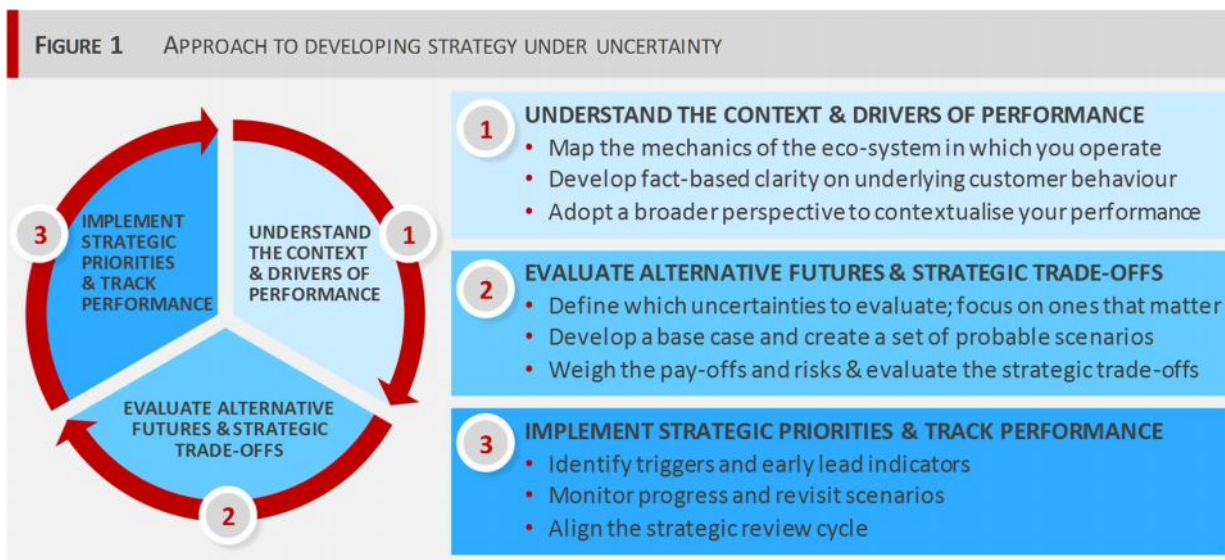 FIGURE 1 APPROACH TO DEVELOPING STRATEGY UNDER UNCERTAINTY
3
IMPLEMENT
STRATEGIC
PRIORITIES
& TRACK
PERFORMANCE
UNDERSTAND
THE CONTEXT
& DRIVERS OF
PERFORMANCE
1
EVALUATE ALTERNATIVE
FUTURES & STRATEGIC
TRADE-OFFS
2
1
UNDERSTAND THE CONTEXT & DRIVERS OF PERFORMANCE
• Map the mechanics of the eco-system in which you operate
• Develop fact-based clarity on underlying customer behaviour
• Adopt a broader perspective to contextualise your performance
2
EVALUATE ALTERNATIVE FUTURES & STRATEGIC TRADE-OFFS
• Define which uncertainties to evaluate; focus on ones that matter
• Develop a base case and create a set of probable scenarios
• Weigh the pay-offs and risks & evaluate the strategic trade-offs
3
IMPLEMENT STRATEGIC PRIORITIES & TRACK PERFORMANCE
• Identify triggers and early lead indicators
• Monitor progress and revisit scenarios
• Align the strategic review cycle